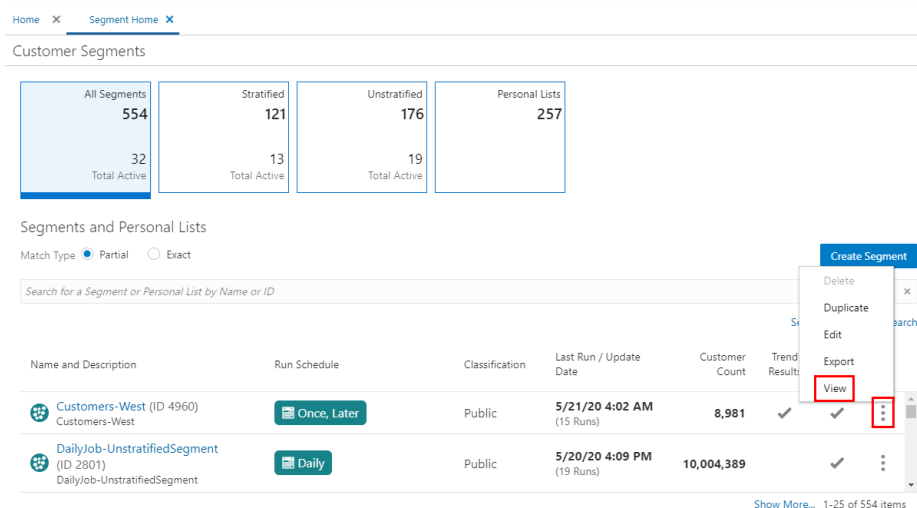 Home
Segment Home
Customer Segments
All Segments
554
32
Total Active
Stratified
121
13
Total Active
Unstratified
176
19
Total Active
Personal Lists
257
Segments and Personal Lists
Match Type Partial Exact
Create Segment
Search for a Segment or Personal List by Name or ID
Delete
Duplicate
Edit
Export
View
Name and Description
Run Schedule
Classification
Last Run / Update
Date
Customer
Count
Trend
Results
Customers-West (ID 4960)
Customers-West
Once, Later
Public
5/21/20 4:02 AM
(15 Runs)
8,981
DailyJob-UnstratifiedSegment
(ID 2801)
DailyJob-UnstratifiedSegment
Daily
Public
5/20/20 4:09 PM
(19 Runs)
10,004,389
Show More... 1-25 of 554 items